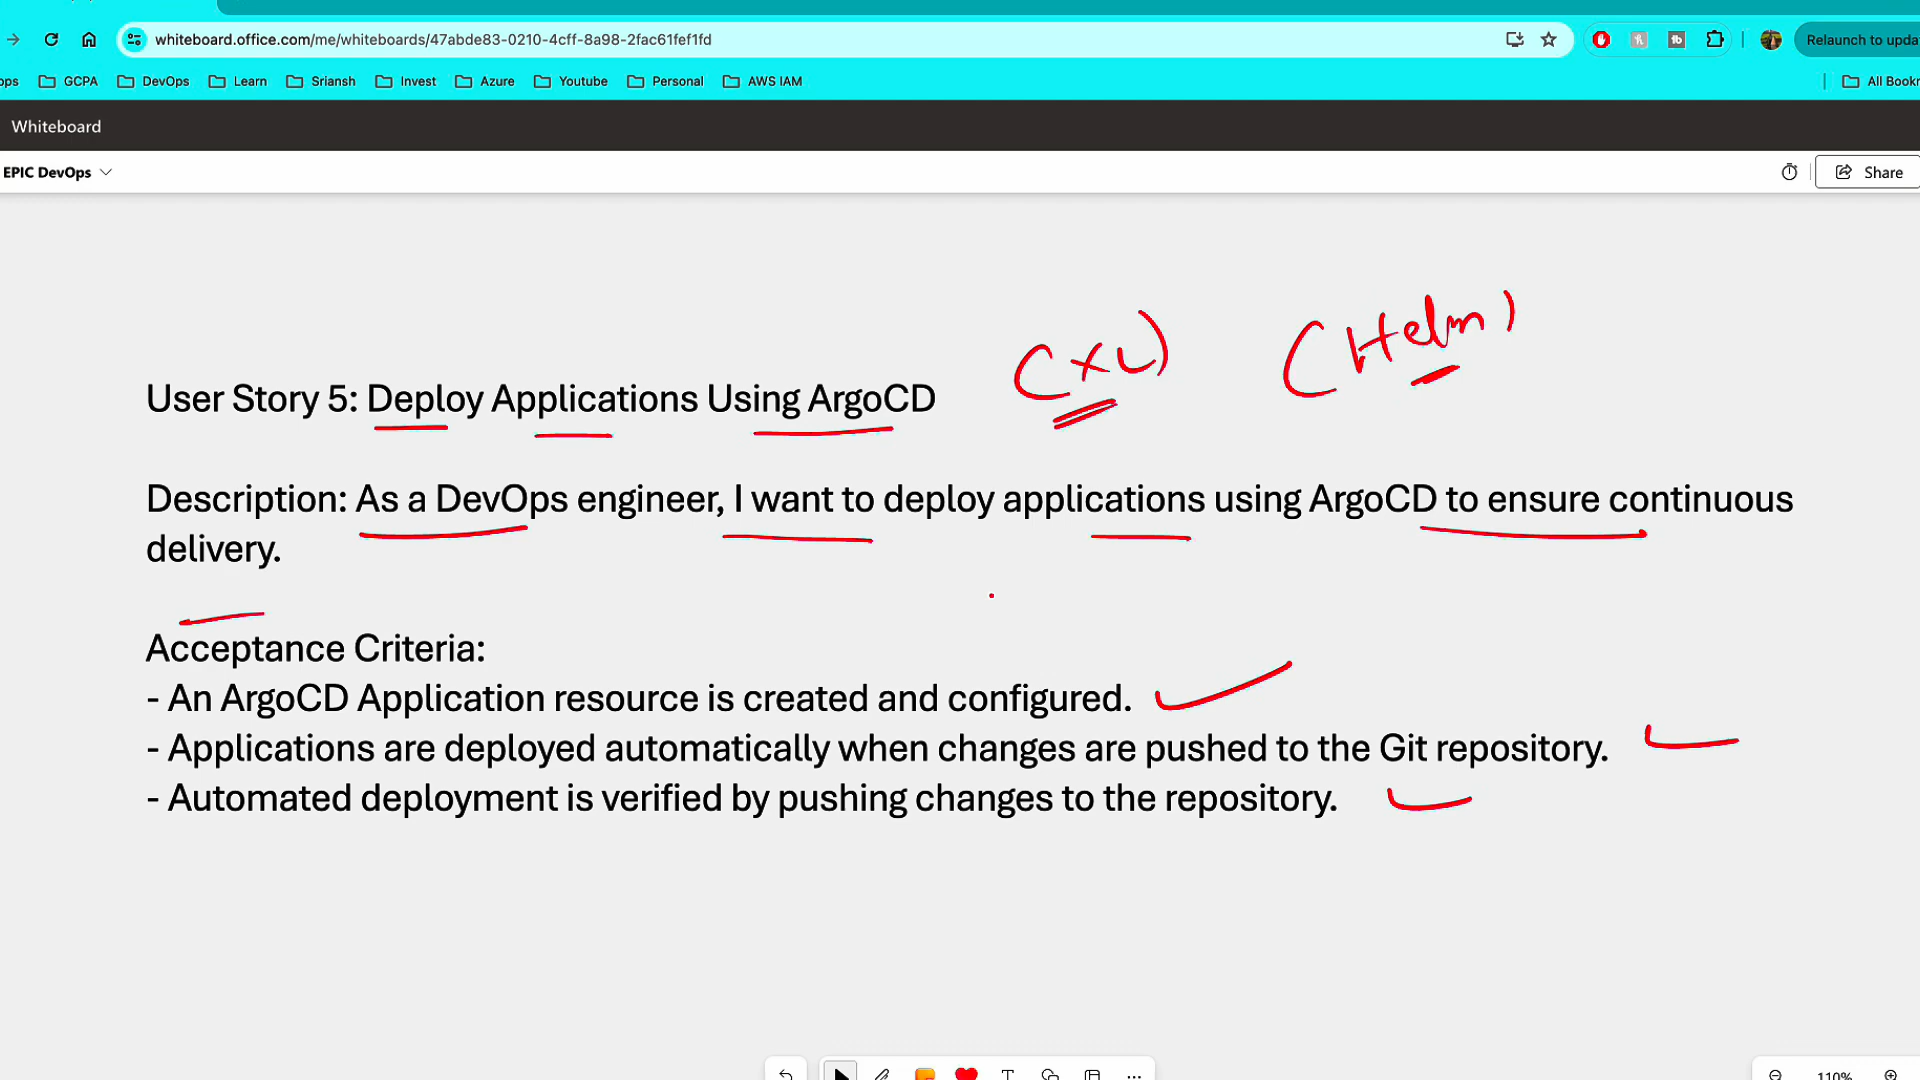 whiteboard.office.com/me/whiteboards/47abde83-0210-4cff-8a98-2fac61fef1fd
Relaunch to upda
ops GCPA DevOps Learn Sriansh Invest Azure Youtube Personal AWS IAM All Bookr
Whiteboard
EPIC DevOps
Share
(Helm)
User Story 5: Deploy Applications Using ArgoCD
Description: As a DevOps engineer, I want to deploy applications using ArgoCD to ensure continuous
delivery.
Acceptance Criteria:
- An ArgoCD Application resource is created and configured.
- Applications are deployed automatically when changes are pushed to the Git repository.
- Automated deployment is verified by pushing changes to the repository.
110%